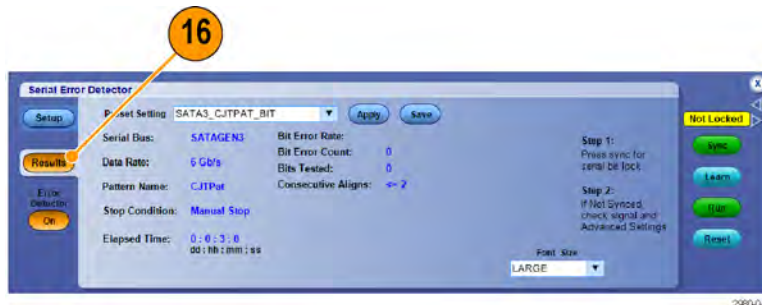 16
Serial Error Detector
X
Setup
Preset Setting SATA3_CJTPAT_BIT Apply Save
Not Locked
Serial Bus: SATAGEN3 Bit Error Rate:
Step 1:
Sync
Results
Data Rate: 6 Gb/s Bit Error Count: 0
Press sync for
serial be lock
Bits Tested: 0
Learn
Error
Detector
Pattern Name: CJTPat Consecutive Aligns: <= 2
Step 2:
On
Stop Condition: Manual Stop
If Not Synced,
check signal and
Advanced Settings
Run
Elapsed Time: 0 : 0 : 3 : 0
dd : hh : mm : ss
Reset
Font Size
LARGE